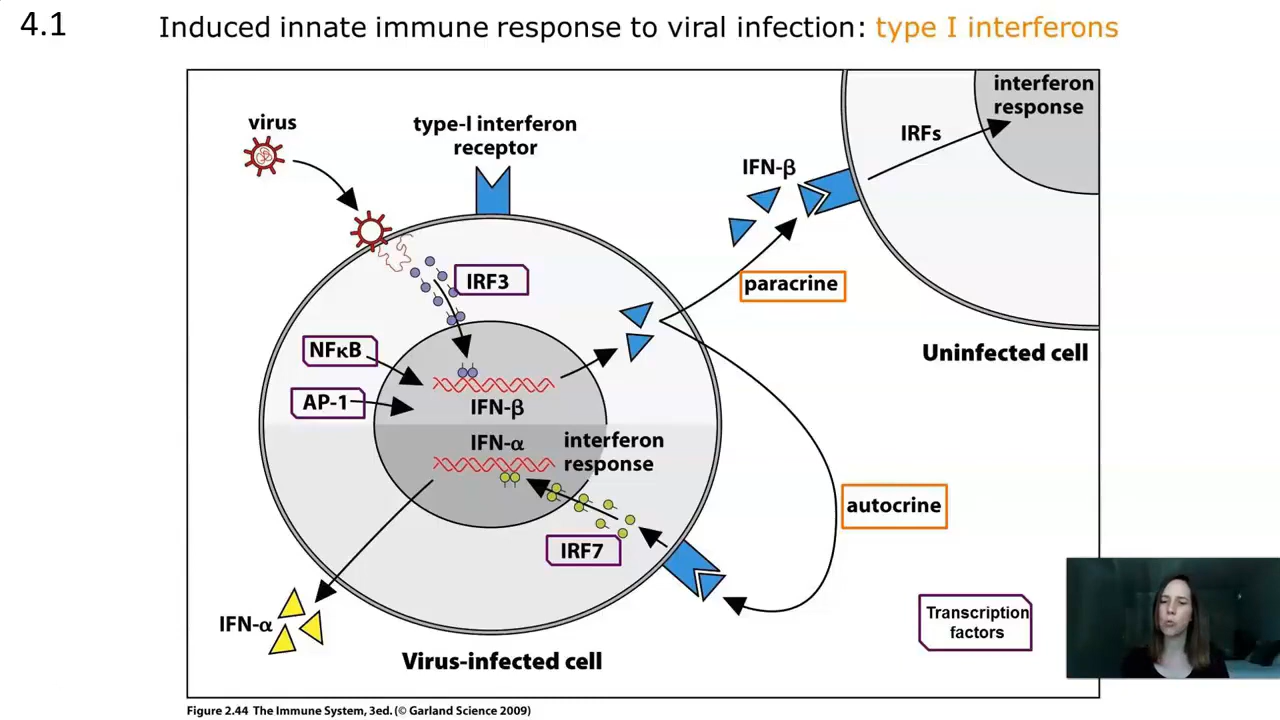 4.1
Induced innate immune response to viral infection: type I interferons
virus
type-I interferon
receptor
interferon
response
IRFs
IFN-β
IRF3
paracrine
NFκB
Uninfected cell
AP-1
IFN-β
IFN-α
interferon
response
autocrine
IRF7
IFN-α
Transcription
factors
Virus-infected cell
Figure 2.44 The Immune System, 3ed. (© Garland Science 2009)